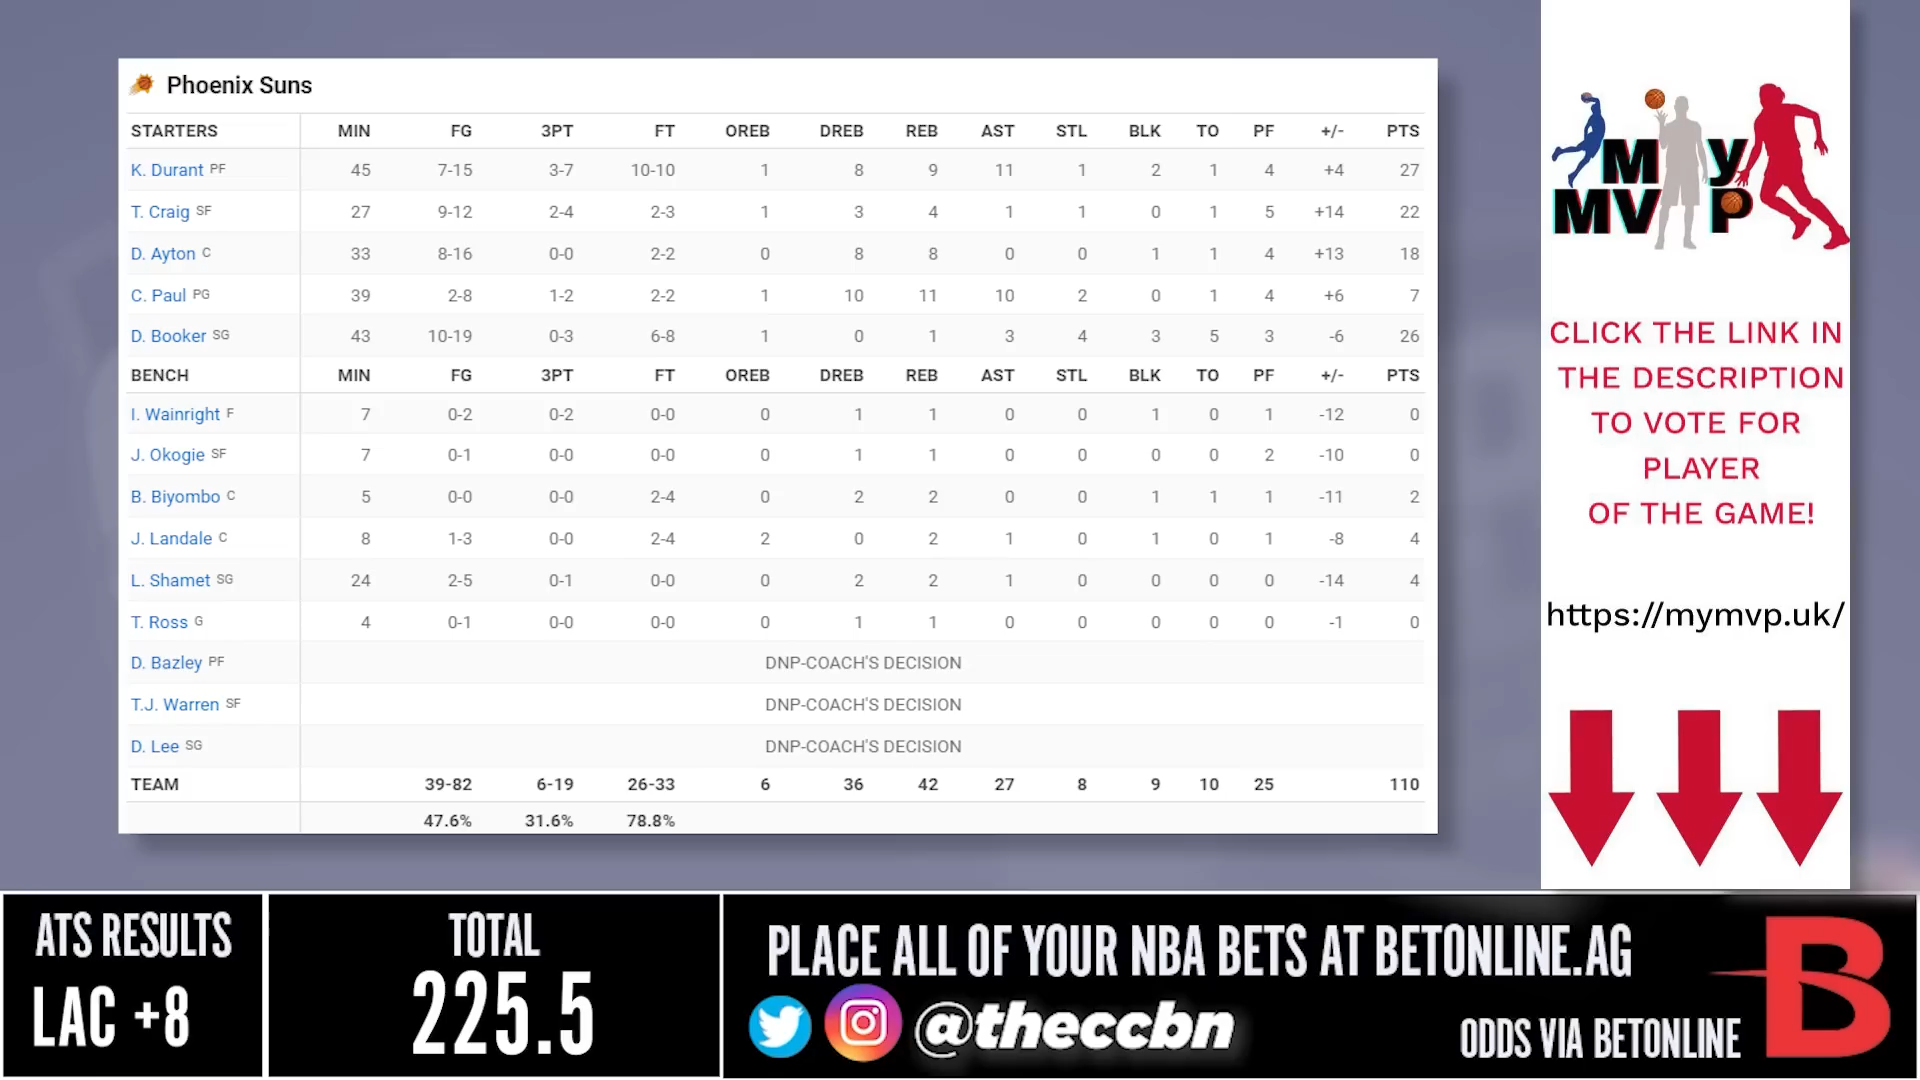 Phoenix Suns
STARTERS MIN FG 3PT FT OREB DREB REB AST STL BLK TO PF +/- PTS
K. Durant PF 45 7-15 3-7 10-10 1 8 9 11 1 2 1 4 +4 27
T. Craig SF 27 9-12 2-4 2-3 1 3 4 1 1 0 1 5 +14 22
D. Ayton C 33 8-16 0-0 2-2 0 8 8 0 0 1 1 4 +13 18
C. Paul PG 39 2-8 1-2 2-2 1 10 11 10 2 0 1 4 +6 7
D. Booker SG 43 10-19 0-3 6-8 1 0 1 3 4 3 5 3 -6 26
BENCH MIN FG 3PT FT OREB DREB REB AST STL BLK TO PF +/- PTS
I. Wainright F 7 0-2 0-2 0-0 0 1 1 0 0 1 0 1 -12 0
J. Okogie SF 7 0-1 0-0 0-0 0 1 1 0 0 0 0 2 -10 0
B. Biyombo C 5 0-0 0-0 2-4 0 2 2 0 0 1 1 1 -11 2
J. Landale C 8 1-3 0-0 2-4 2 0 2 1 0 1 0 1 -8 4
L. Shamet SG 24 2-5 0-1 0-0 0 2 2 1 0 0 0 0 -14 4
T. Ross G 4 0-1 0-0 0-0 0 1 1 0 0 0 0 0 -1 0
D. Bazley PF DNP-COACH'S DECISION
T.J. Warren SF DNP-COACH'S DECISION
D. Lee SG DNP-COACH'S DECISION
TEAM 39-82 6-19 26-33 6 36 42 27 8 9 10 25 110
47.6% 31.6% 78.8%
My
MVP
CLICK THE LINK IN
THE DESCRIPTION
TO VOTE FOR
PLAYER
OF THE GAME!
https://mymvp.uk/
ATS RESULTS
LAC +8
TOTAL
225.5
PLACE ALL OF YOUR NBA BETS AT BETONLINE.AG
@theccbn
ODDS VIA BETONLINE
B